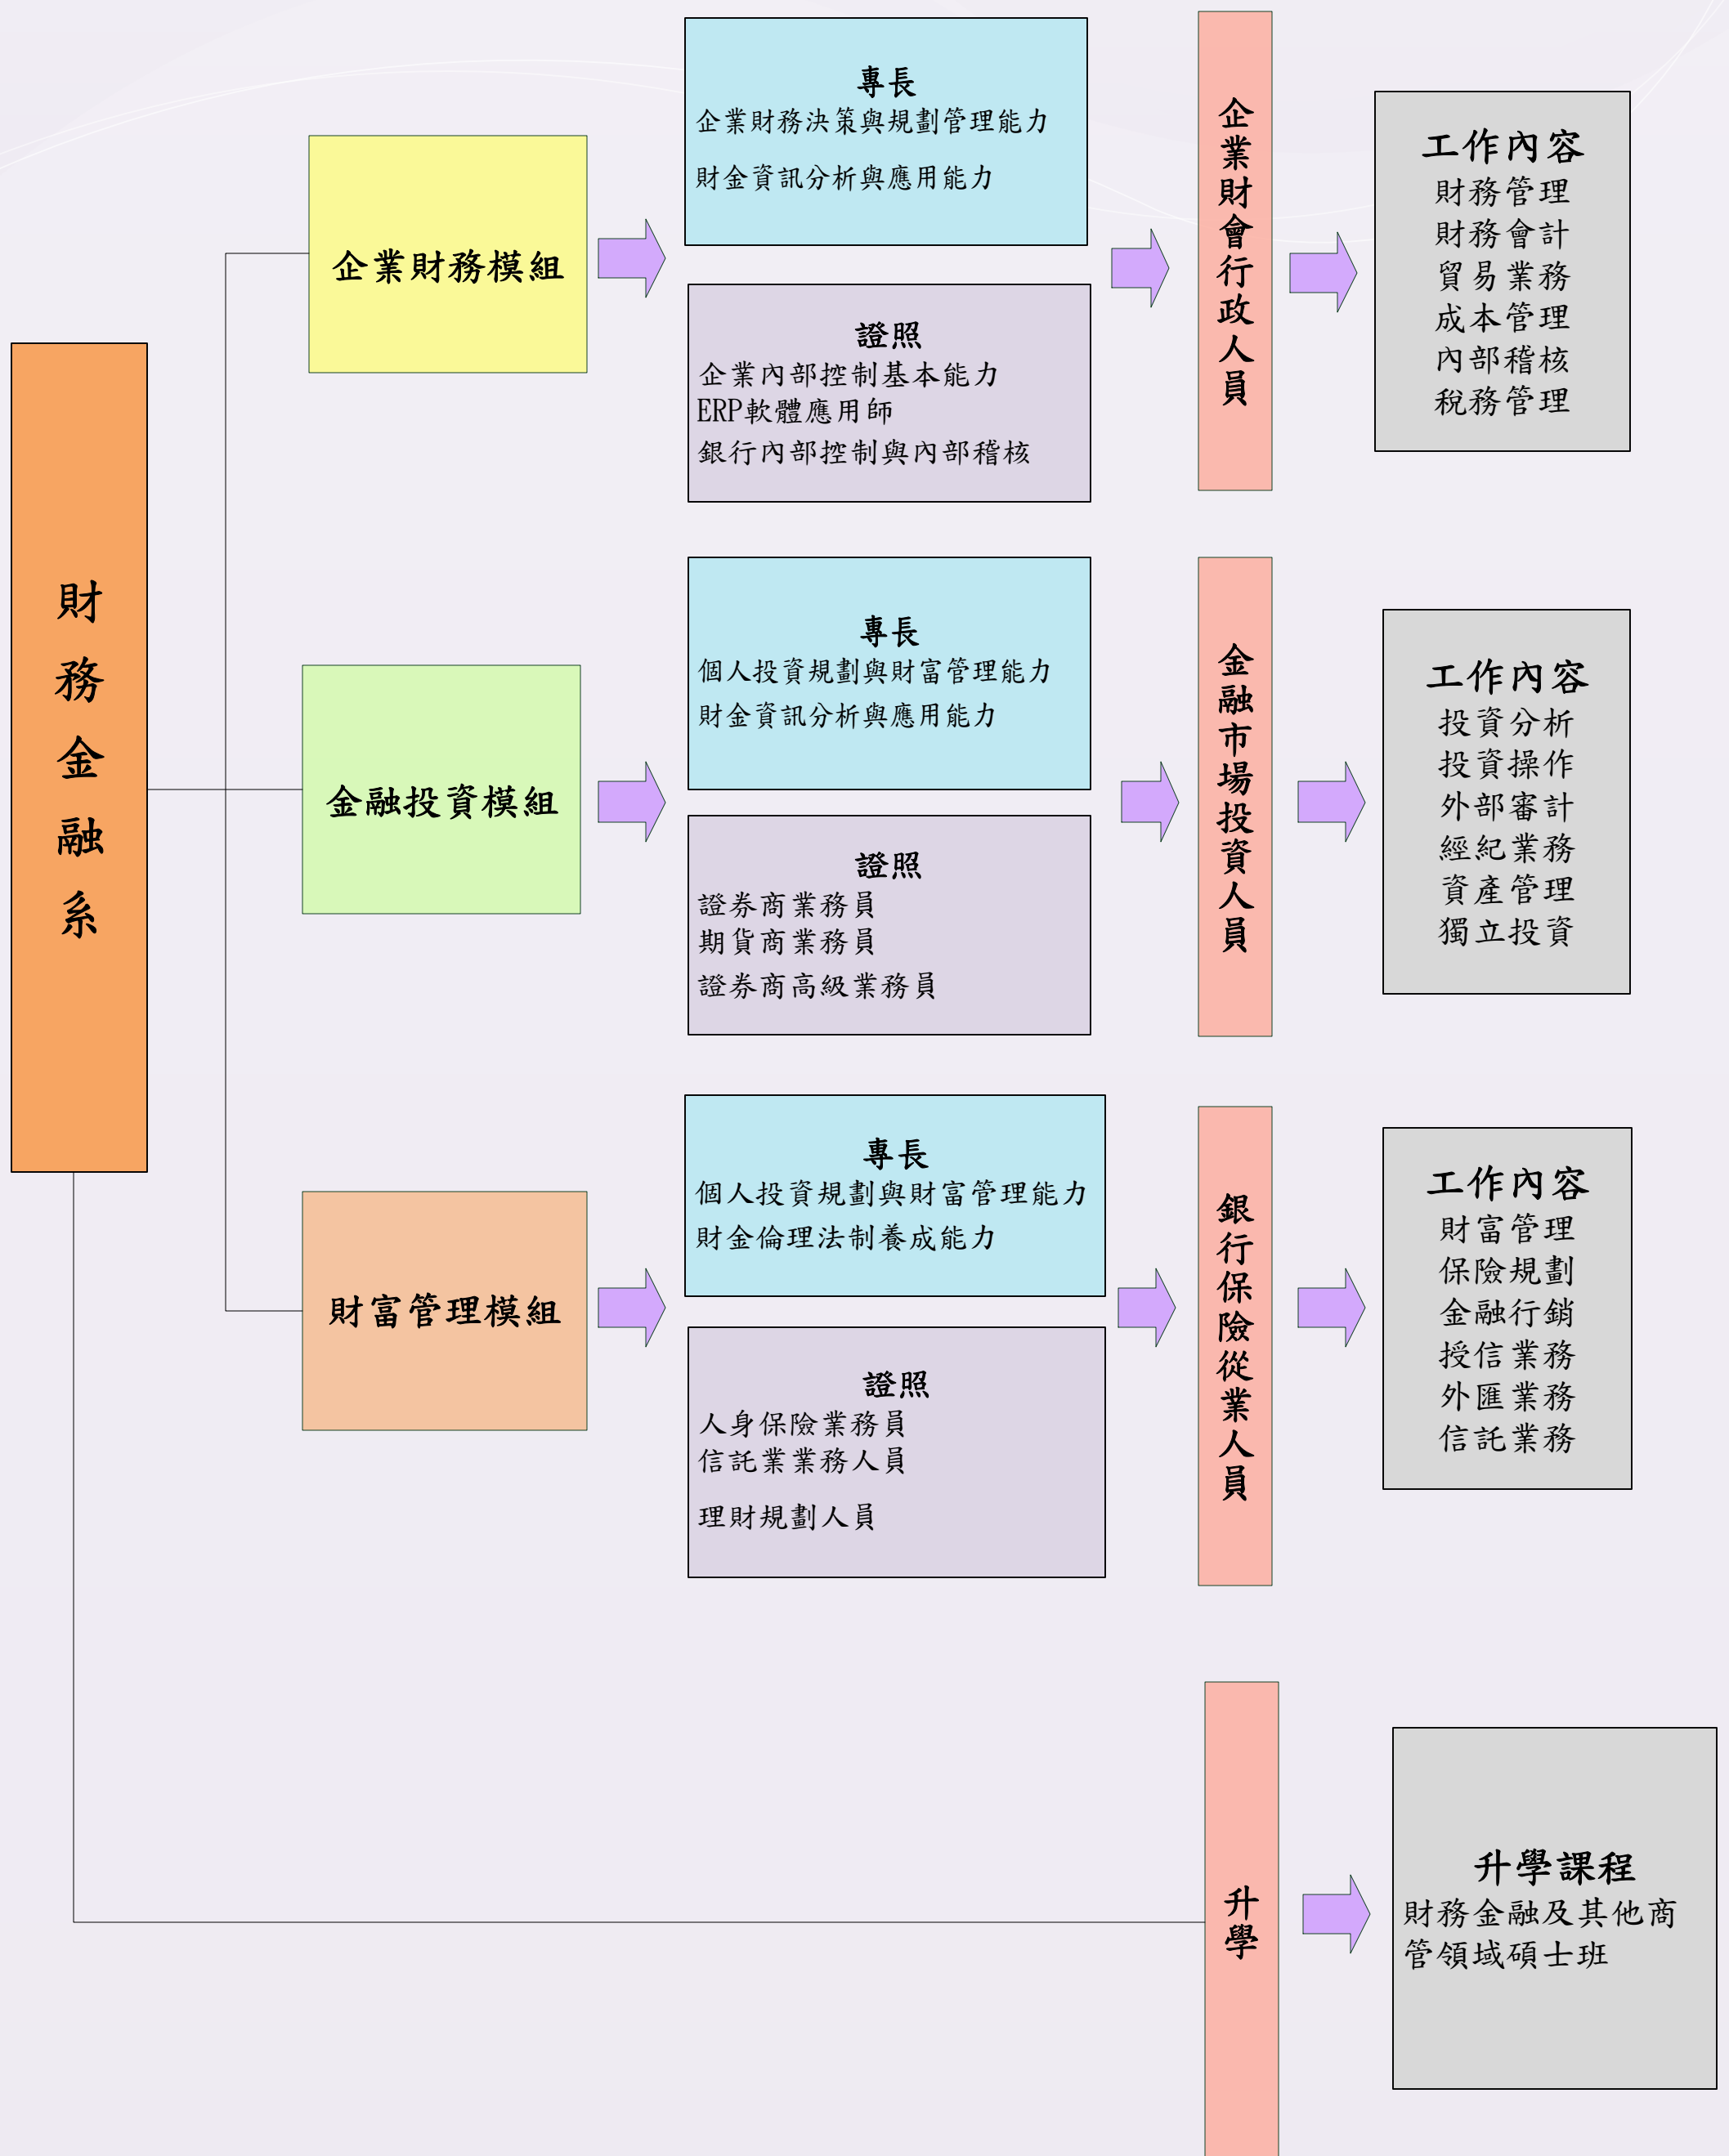 財務金融系
企業財務模組
專長
企業財務決策與規劃管理能力
財金資訊分析與應用能力
證照
企業內部控制基本能力
ERP軟體應用師
銀行內部控制與內部稽核
企業財會行政人員
工作內容
財務管理
財務會計
貿易業務
成本管理
內部稽核
稅務管理
金融投資模組
專長
個人投資規劃與財富管理能力
財金資訊分析與應用能力
證照
證券商業務員
期貨商業務員
證券商高級業務員
金融市場投資人員
工作內容
投資分析
投資操作
外部審計
經紀業務
資產管理
獨立投資
財富管理模組
專長
個人投資規劃與財富管理能力
財金倫理法制養成能力
證照
人身保險業務員
信託業業務人員
理財規劃人員
銀行保險從業人員
工作內容
財富管理
保險規劃
金融行銷
授信業務
外匯業務
信託業務
升學
升學課程
財務金融及其他商
管領域碩士班